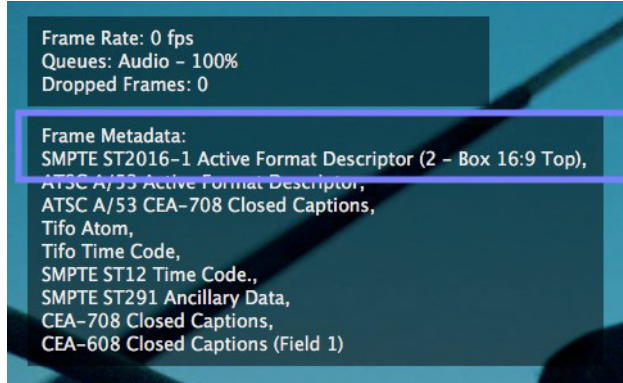 Frame Rate: 0 fps
Queues: Audio – 100%
Dropped Frames: 0
Frame Metadata:
SMPTE ST2016-1 Active Format Descriptor (2 – Box 16:9 Top),
ATSC A/53 Active Format Descriptor,
ATSC A/53 CEA-708 Closed Captions,
Tifo Atom,
Tifo Time Code,
SMPTE ST12 Time Code.,
SMPTE ST291 Ancillary Data,
CEA-708 Closed Captions,
CEA-608 Closed Captions (Field 1)